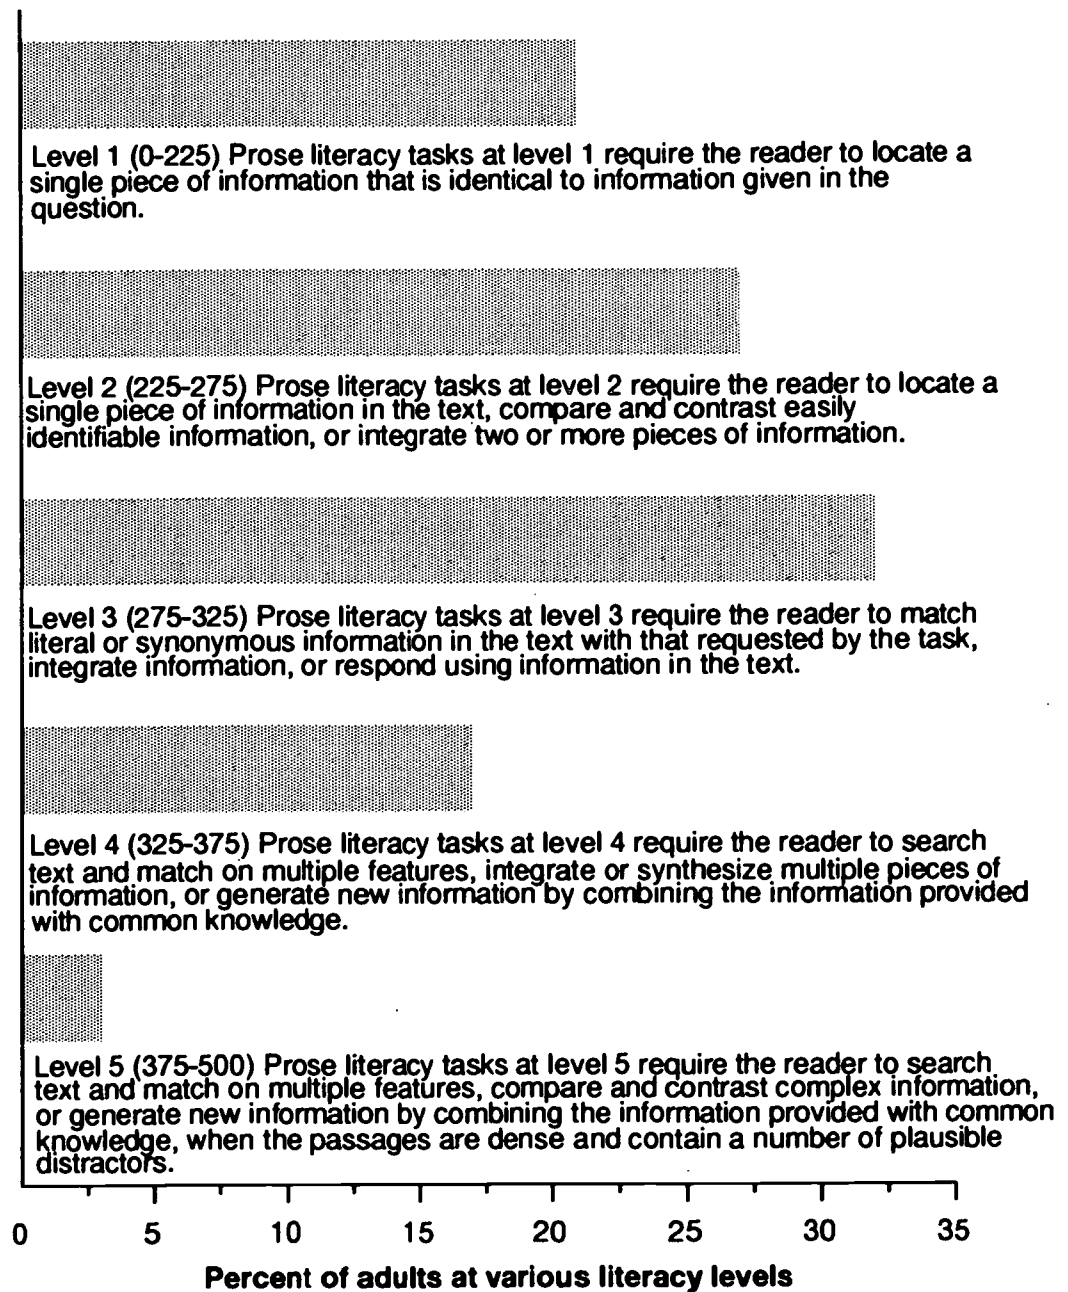 Level 1 (0-225) Prose literacy tasks at level 1 require the reader to locate a
single piece of information that is identical to information given in the
question.
Level 2 (225-275) Prose literacy tasks at level 2 require the reader to locate a
single piece of information in the text, compare and contrast easily
identifiable information, or integrate two or more pieces of information.
Level 3 (275-325) Prose literacy tasks at level 3 require the reader to match
literal or synonymous information in the text with that requested by the task,
integrate information, or respond using information in the text.
Level 4 (325-375) Prose literacy tasks at level 4 require the reader to search
text and match on multiple features, integrate or synthesize multiple pieces of
information, or generate new information by combining the information provided
with common knowledge.
Level 5 (375-500) Prose literacy tasks at level 5 require the reader to search
text and match on multiple features, compare and contrast complex information,
or generate new information by combining the information provided with common
knowledge, when the passages are dense and contain a number of plausible
distractors.
0 5 10 15 20 25 30 35
Percent of adults at various literacy levels